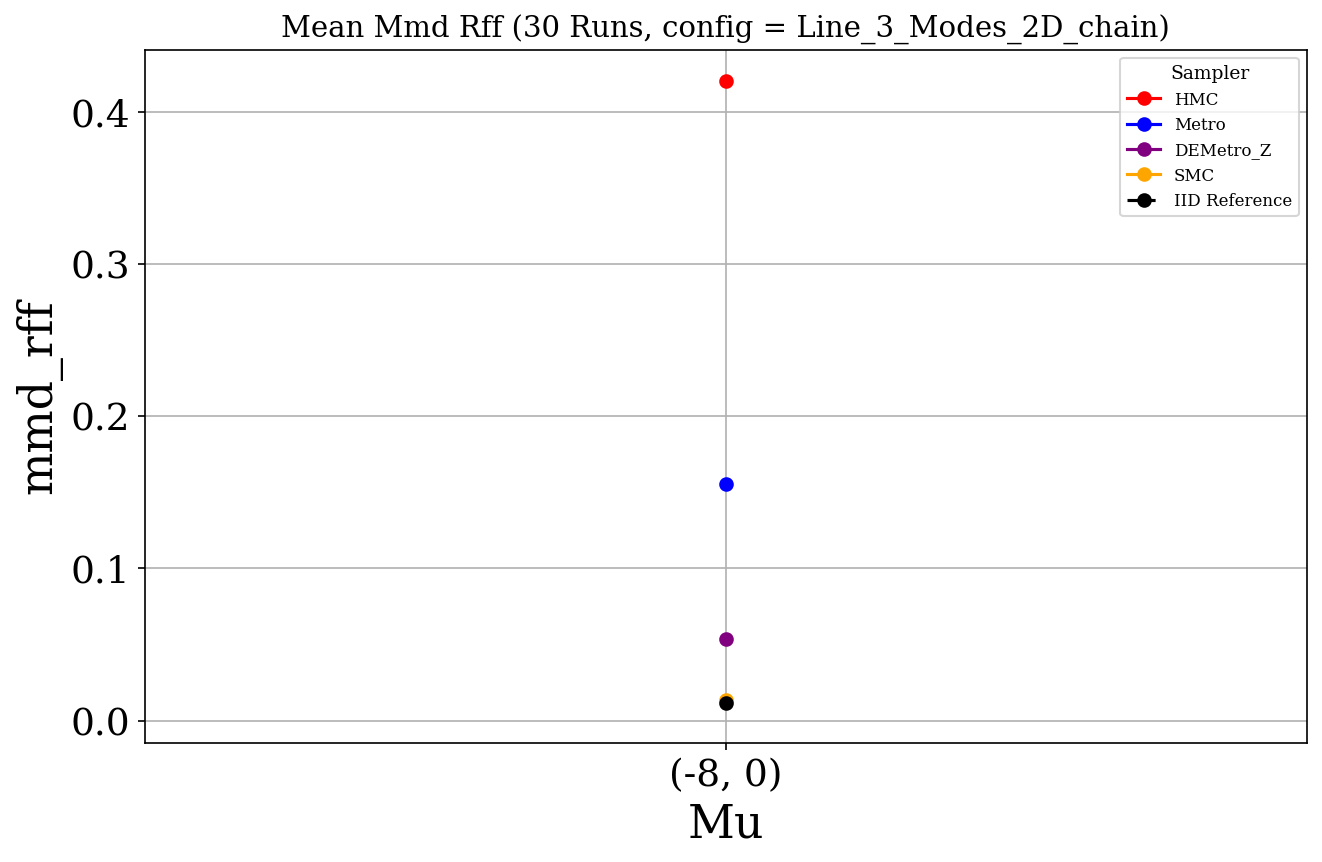 Mean Mmd Rff (30 Runs, config = Line_3_Modes_2D_chain)
Sampler
HMC
Metro
DEMetro_Z
SMC
IID Reference
mmd_rff
0.4
0.3
0.2
0.1
0.0
(-8, 0)
Mu